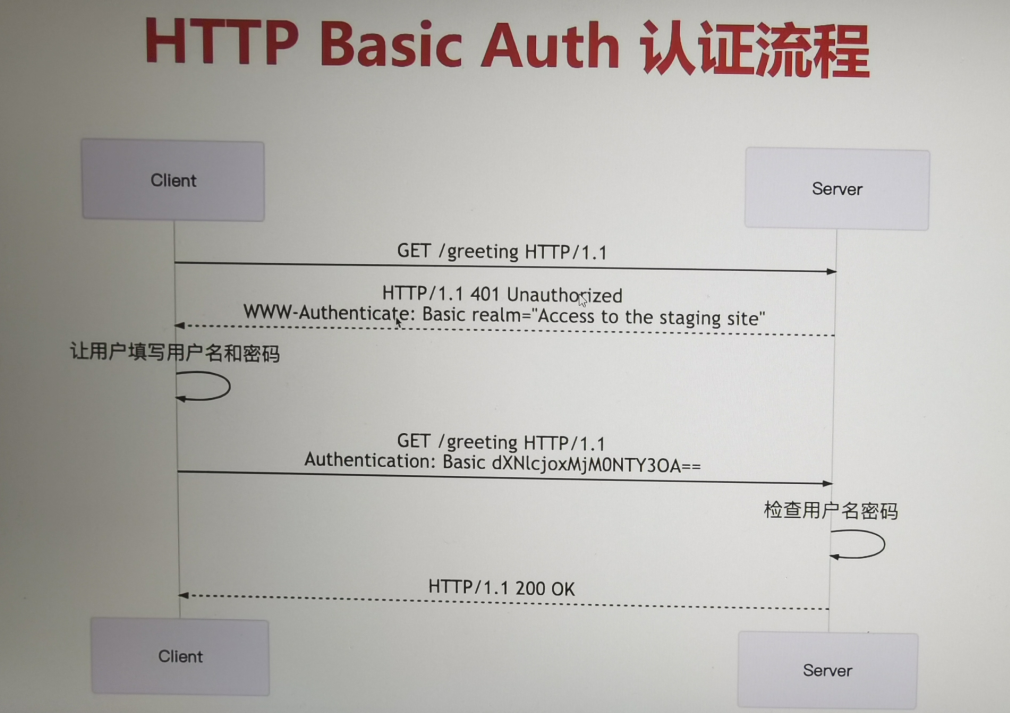 HTTP Basic Auth 认证流程
Client
Server
GET /greeting HTTP/1.1
HTTP/1.1 401 Unauthorized
WWW-Authenticate: Basic realm="Access to the staging site"
让用户填写用户名和密码
GET /greeting HTTP/1.1
Authentication: Basic dXNlcjoxMjM0NTY3OA==
检查用户名密码
HTTP/1.1 200 OK
Client
Server